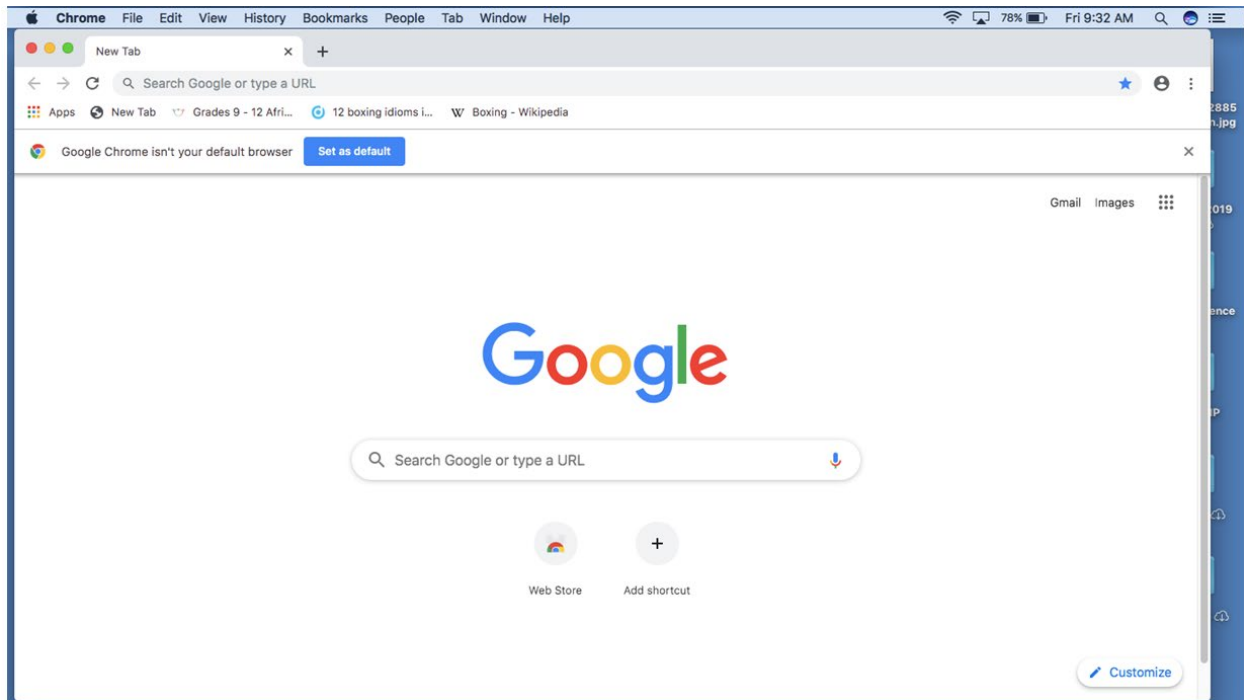 Chrome File Edit View History Bookmarks People Tab Window Help 78% Fri 9:32 AM
New Tab
Search Google or type a URL
Apps New Tab Grades 9 - 12 Afri... 12 boxing idioms i... W Boxing - Wikipedia
2885
n.jpg
Google Chrome isn't your default browser Set as default
Gmail Images
019
ence
Google
IP
Search Google or type a URL
Web Store Add shortcut
Customize